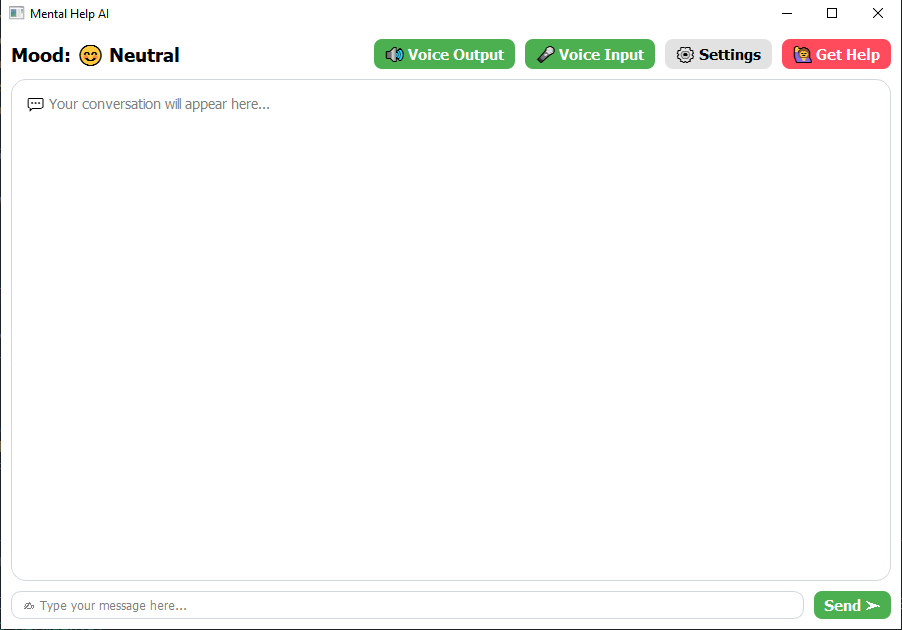 Mental Help AI
Mood: 😊 Neutral
Voice Output
Voice Input
Settings
Get Help
Your conversation will appear here...
Type your message here...
Send